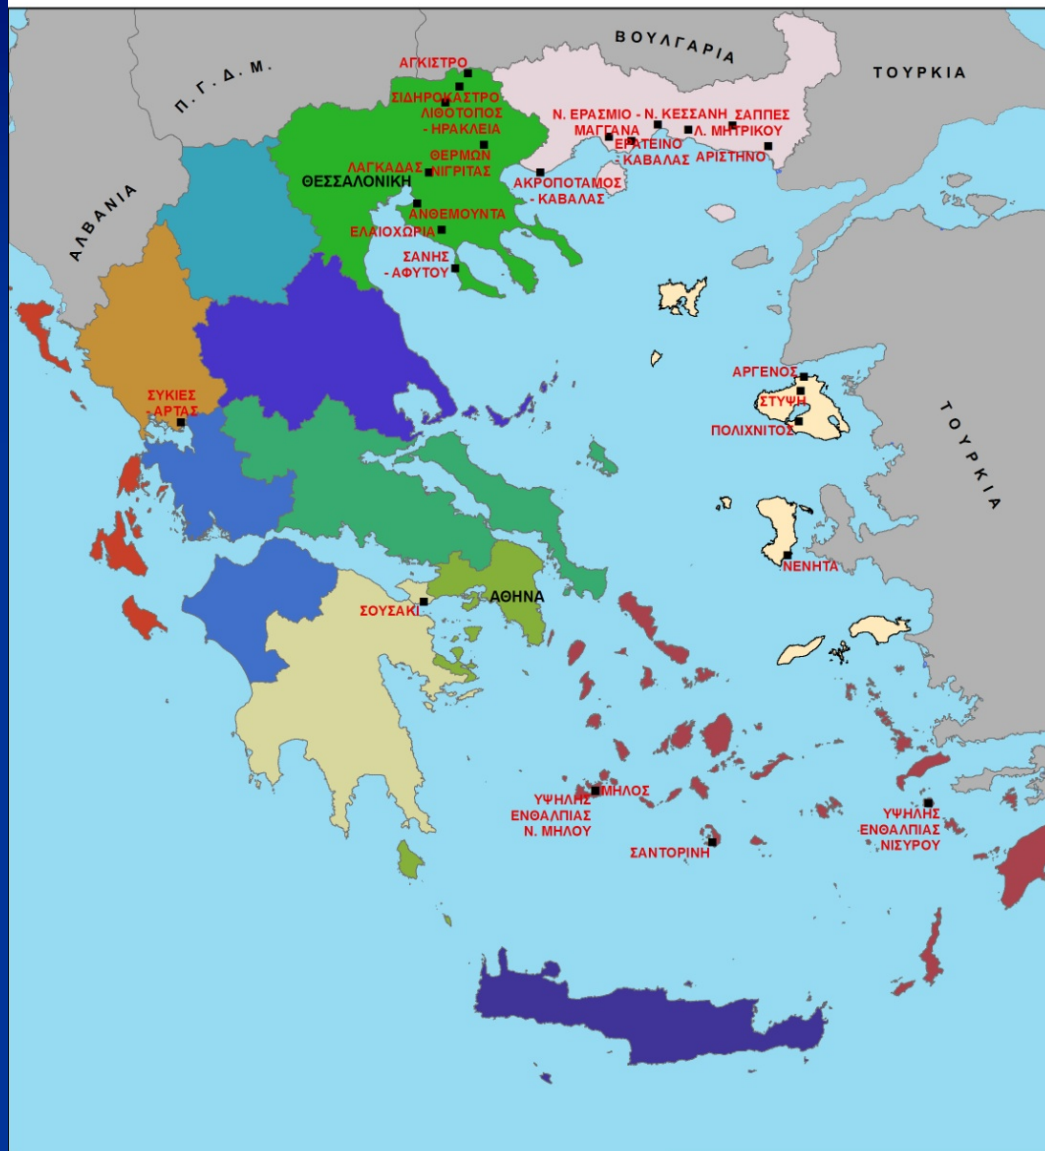 ΒΟΥΛΓΑΡΙΑ
ΤΟΥΡΚΙΑ
Π.Γ.Δ.Μ.
ΑΛΒΑΝΙΑ
ΑΓΚΙΣΤΡΟ
ΣΙΔΗΡΟΚΑΣΤΡΟ
ΛΙΘΟΤΟΠΟΣ
- ΗΡΑΚΛΕΙΑ
ΘΕΡΜΩΝ
ΝΙΓΡΙΤΑΣ
ΛΑΓΚΑΔΑΣ
ΘΕΣΣΑΛΟΝΙΚΗ
ΑΝΘΕΜΟΥΝΤΑ
ΕΛΑΙΟΧΩΡΙΑ
ΣΑΝΗΣ
- ΑΦΥΤΟΥ
Ν. ΕΡΑΣΜΙΟ -
ΜΑΓΓΑΝΑ
Ν. ΚΕΣΣΑΝΗ
ΣΑΠΠΕΣ
Λ. ΜΗΤΡΙΚΟΥ
ΕΡΑΤΕΙΝΟ
- ΚΑΒΑΛΑΣ
ΑΡΙΣΤΗΝΟ
ΑΚΡΟΠΟΤΑΜΟΣ
- ΚΑΒΑΛΑΣ
ΑΡΓΕΝΟΣ
ΣΤΥΨΗ
ΠΟΛΙΧΝΙΤΟΣ
ΤΟΥΡΚΙΑ
ΣΥΚΙΕΣ
- ΑΡΤΑΣ
ΝΕΝΗΤΑ
ΑΘΗΝΑ
ΣΟΥΣΑΚΙ
ΜΗΛΟΣ
ΥΨΗΛΗΣ
ΕΝΘΑΛΠΙΑΣ
Ν. ΜΗΛΟΥ
ΣΑΝΤΟΡΙΝΗ
ΥΨΗΛΗΣ
ΕΝΘΑΛΠΙΑΣ
ΝΙΣΥΡΟΥ